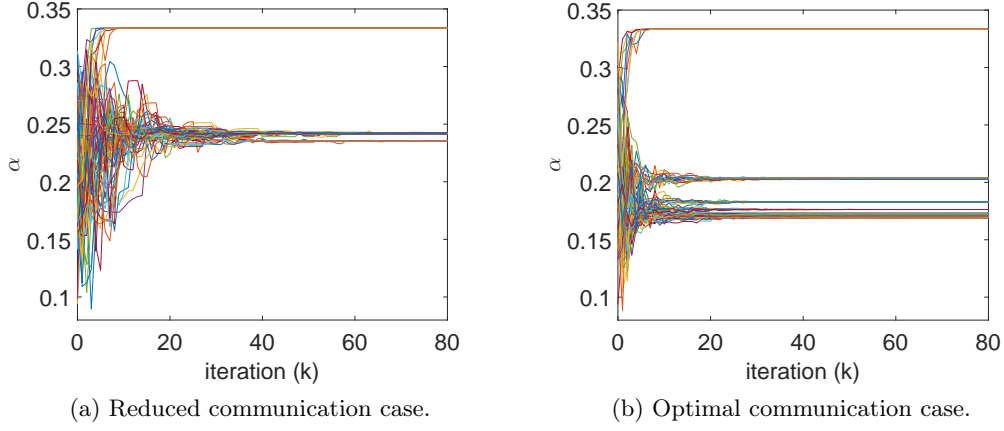 0.35
0.3
0.25
0.2
0.15
0.1
α
0 20 40 60 80
iteration (k)
(a) Reduced communication case.
0.35
0.3
0.25
0.2
0.15
0.1
α
0 20 40 60 80
iteration (k)
(b) Optimal communication case.